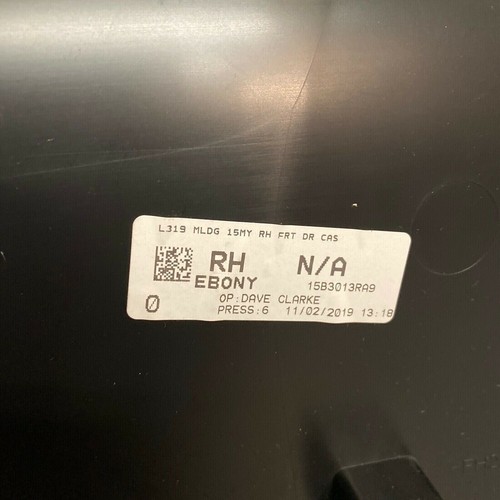 L319 MLDG 15MY RH FRT DR CAS
RH N/A
EBONY 15B3013RA9
OP:DAVE CLARKE
0 PRESS:6 11/02/2019 13:18